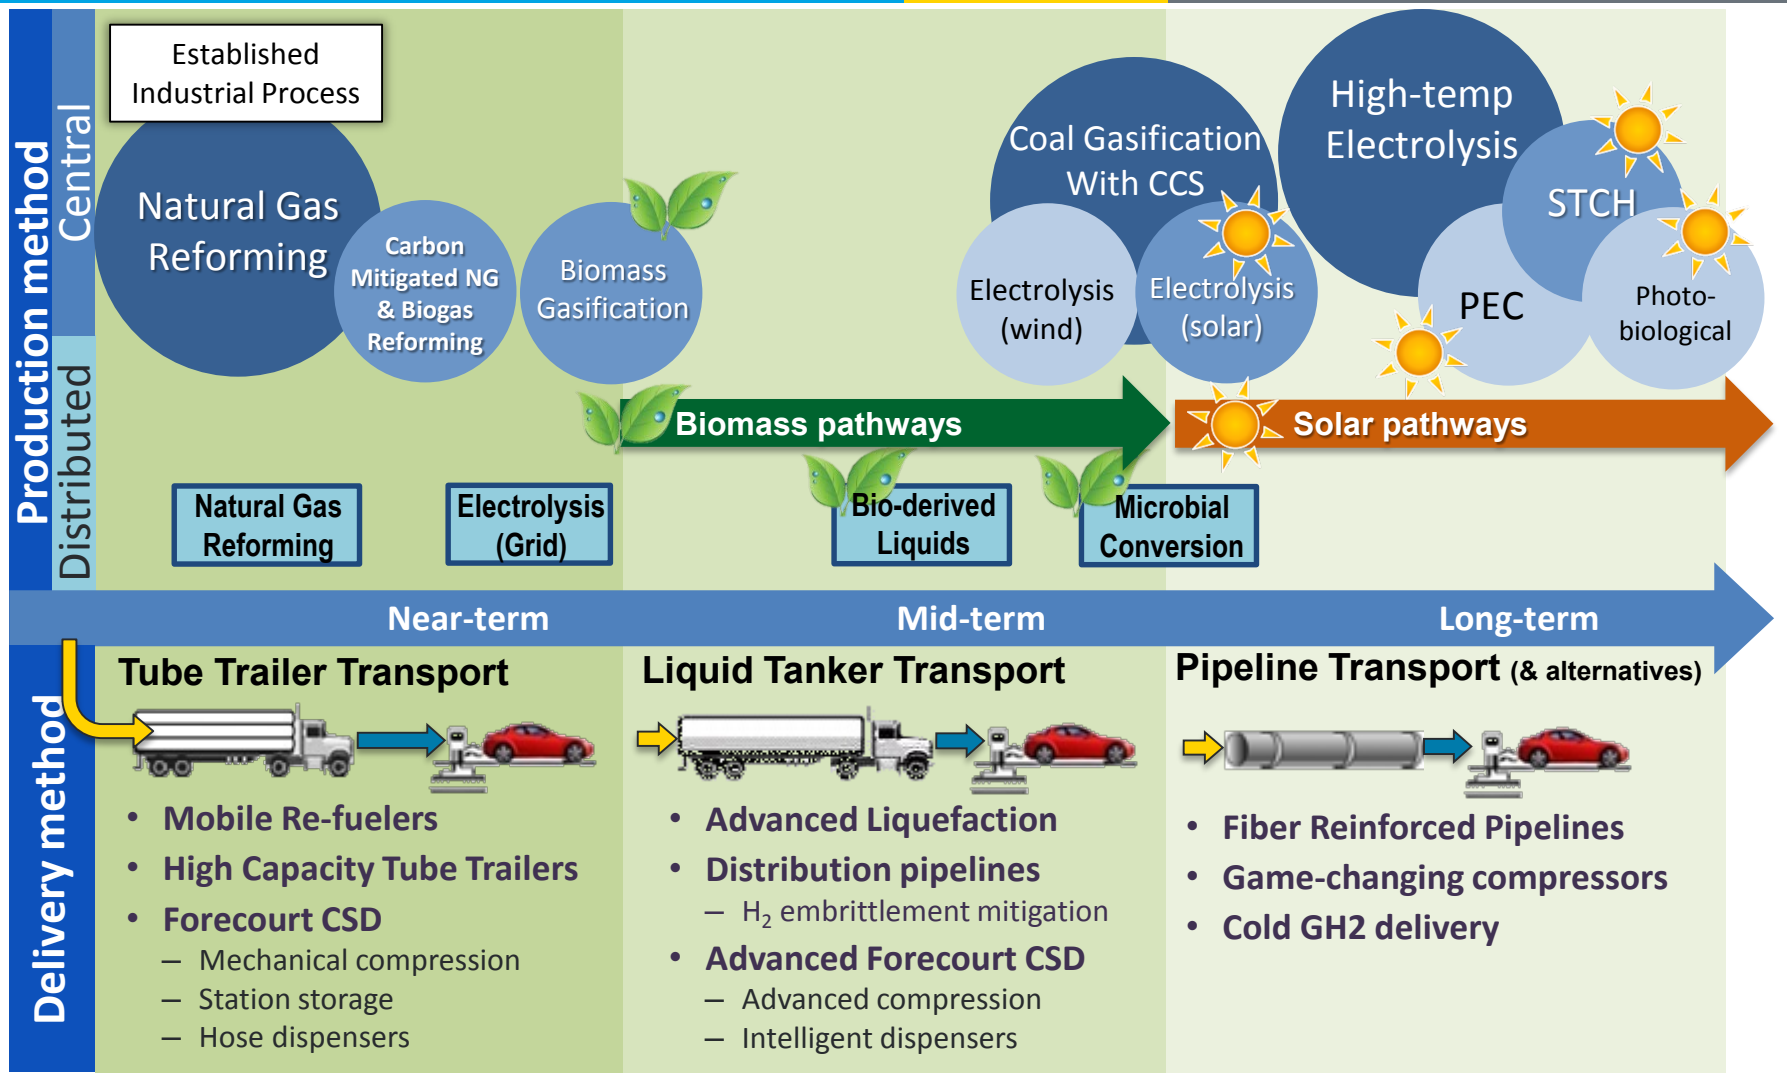 Production method
Central
Distributed
Established
Industrial Process
Natural Gas
Reforming
Carbon
Mitigated NG
& Biogas
Reforming
Biomass
Gasification
Coal Gasification
With CCS
Electrolysis
(wind)
Electrolysis
(solar)
High-temp
Electrolysis
STCH
PEC
Photo-
biological
Biomass pathways
Solar pathways
Natural Gas
Reforming
Electrolysis
(Grid)
Bio-derived
Liquids
Microbial
Conversion
Near-term
Mid-term
Long-term
Delivery method
Tube Trailer Transport
• Mobile Re-fuelers
• High Capacity Tube Trailers
• Forecourt CSD
– Mechanical compression
– Station storage
– Hose dispensers
Liquid Tanker Transport
• Advanced Liquefaction
• Distribution pipelines
– H₂ embrittlement mitigation
• Advanced Forecourt CSD
– Advanced compression
– Intelligent dispensers
Pipeline Transport (& alternatives)
• Fiber Reinforced Pipelines
• Game-changing compressors
• Cold GH2 delivery